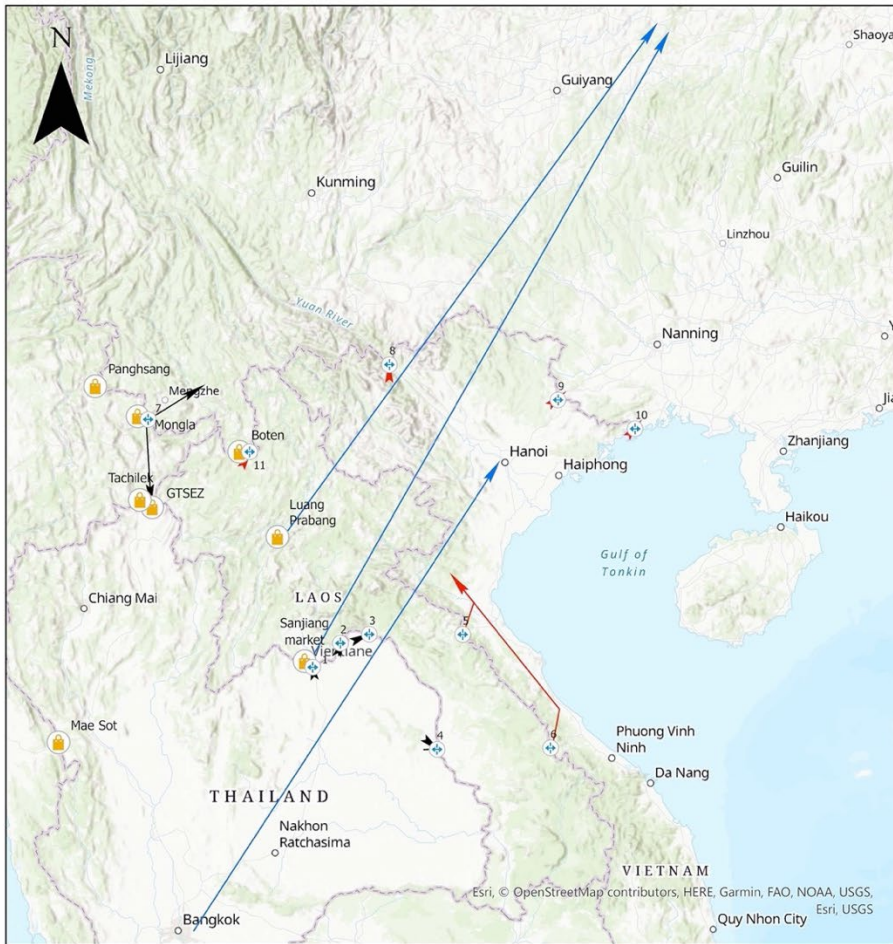 N
Shaoya
Lijiang
Mekong
Guiyang
Guilin
Kunming
Linzhou
Yuan River
Nanning
8
Panghsang
Mengzhe
7
Mongla
9
10
Jia
Boten
11
Hanoi
Haiphong
Zhanjiang
Tachilek
GTSEZ
Luang
Prabang
Haikou
Gulf of
Tonkin
Chiang Mai
LAOS
Sanjiang
market
2
3
5
Vientiane
1
Mae Sot
4
6
Phuong Vinh
Ninh
Da Nang
THAILAND
Nakhon
Ratchasima
VIETNAM
Esri, © OpenStreetMap contributors, HERE, Garmin, FAO, NOAA, USGS,
Esri, USGS
Bangkok
Quy Nhon City